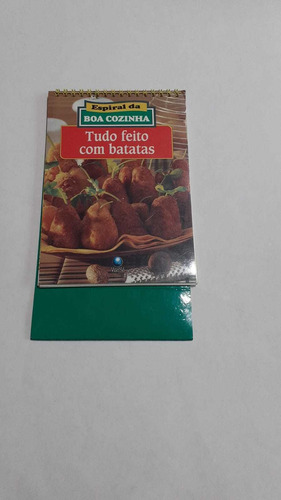 Espiral da
BOA COZINHA
Tudo feito
com batatas